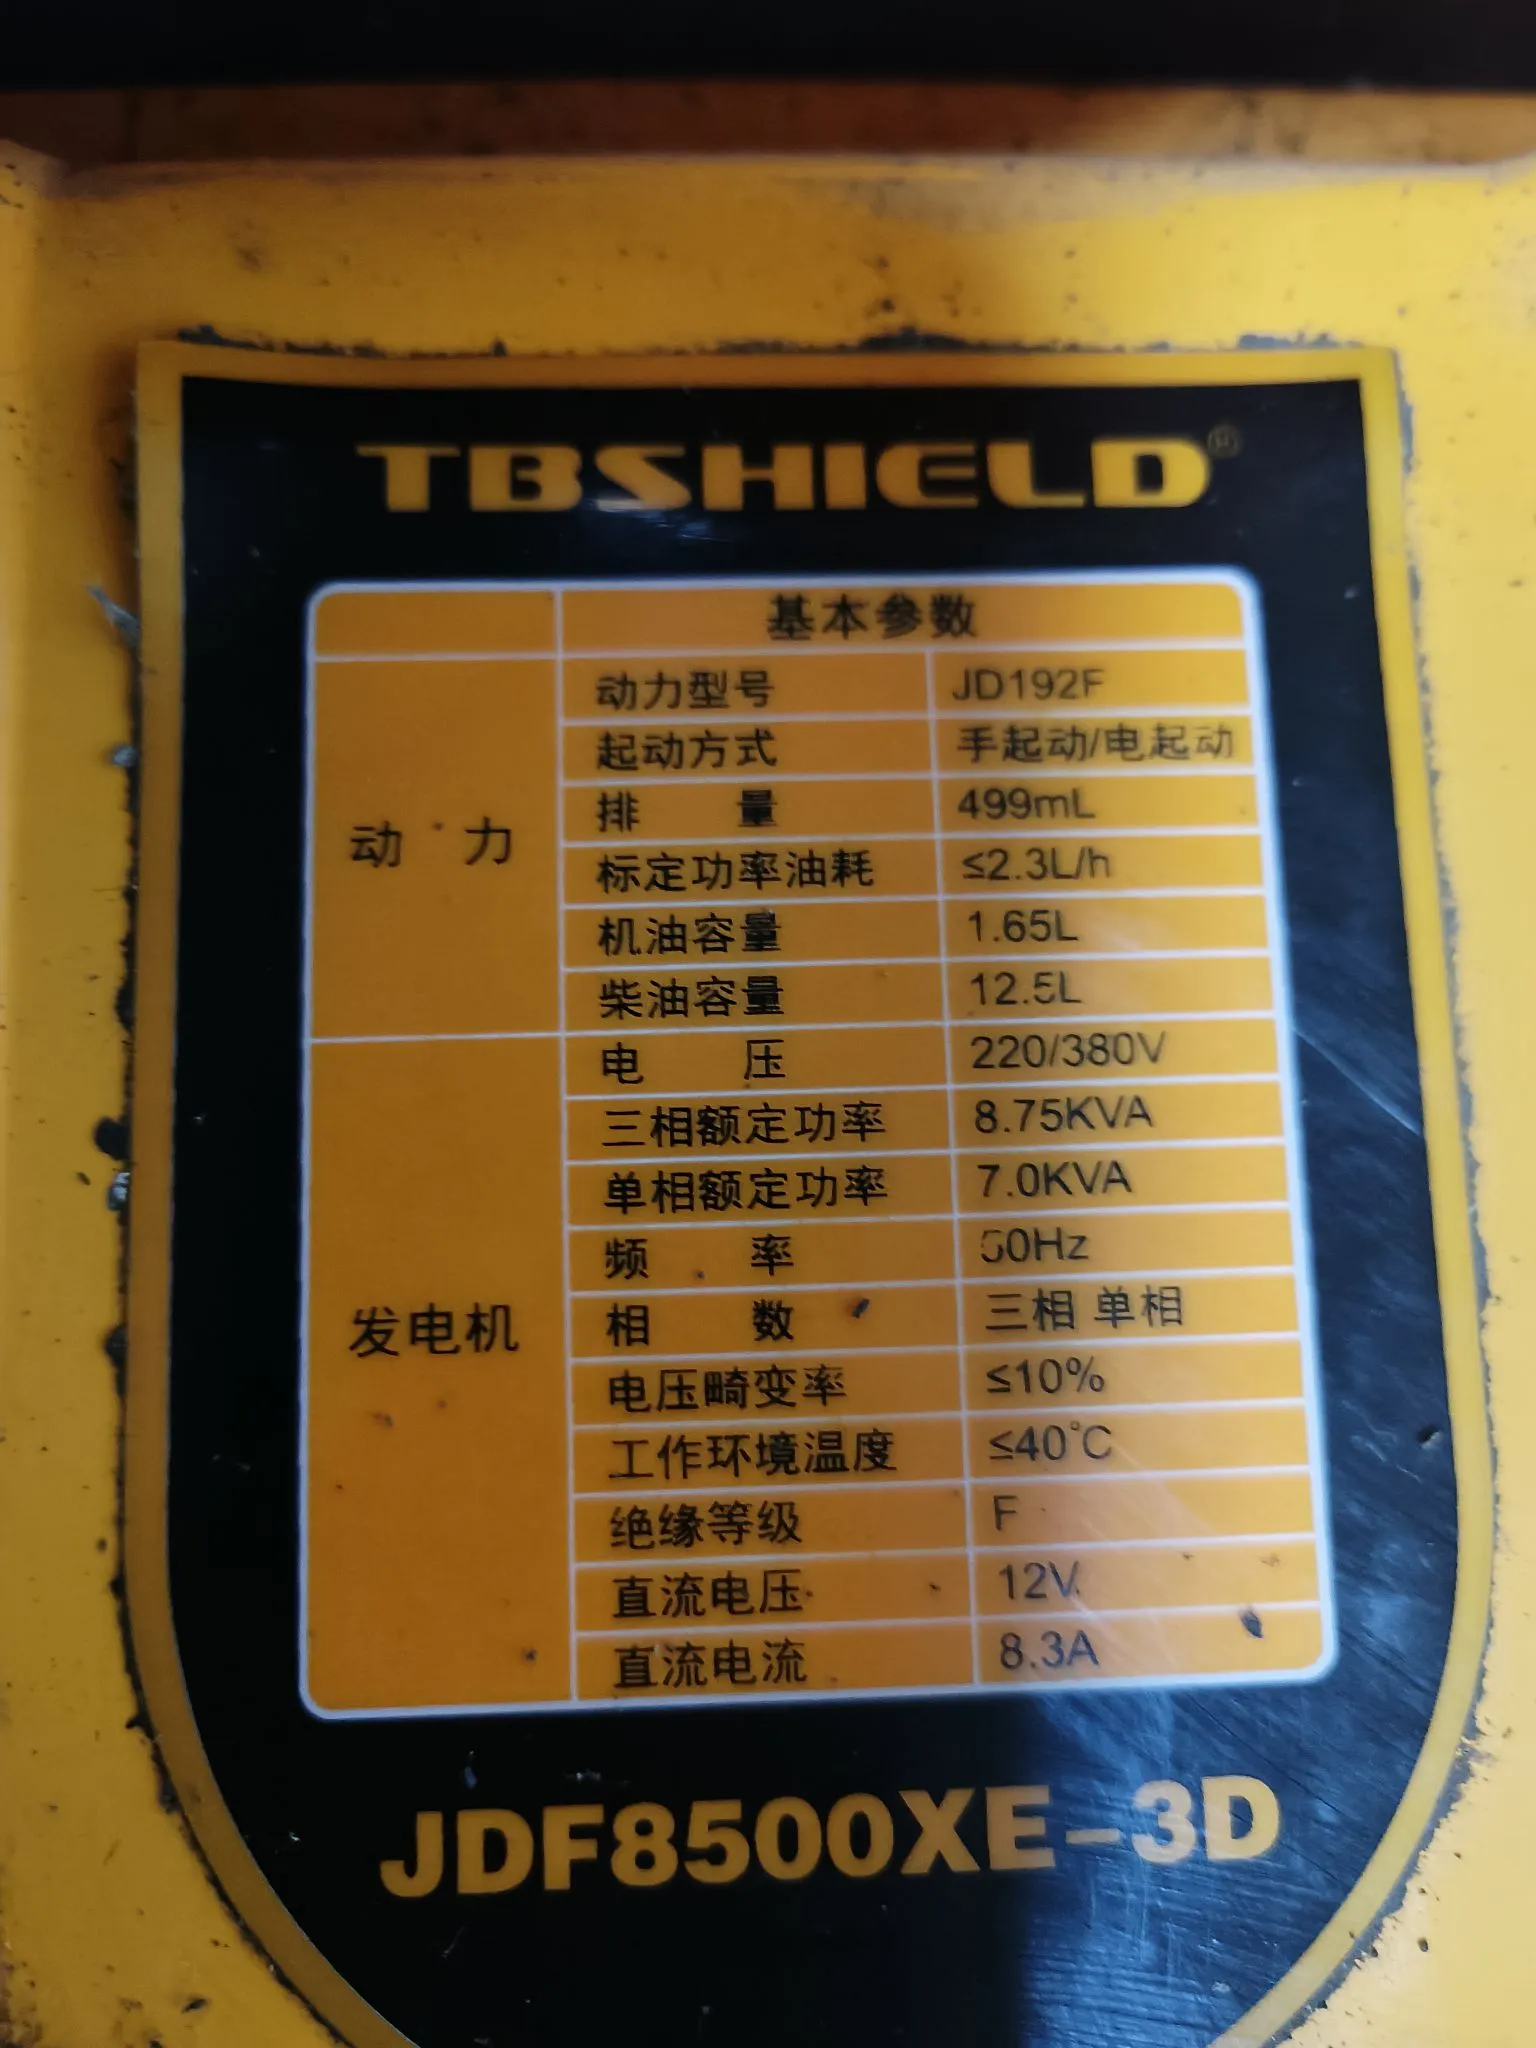 TBSHIELD®
基本参数
动力
动力型号 JD192F
起动方式 手起动/电起动
排量 499mL
标定功率油耗 ≤2.3L/h
机油容量 1.65L
柴油容量 12.5L
发电机
电压 220/380V
三相额定功率 8.75KVA
单相额定功率 7.0KVA
频率 50Hz
相数 三相 单相
电压畸变率 ≤10%
工作环境温度 ≤40℃
绝缘等级 F
直流电压 12V
直流电流 8.3A
JDF8500XE-3D